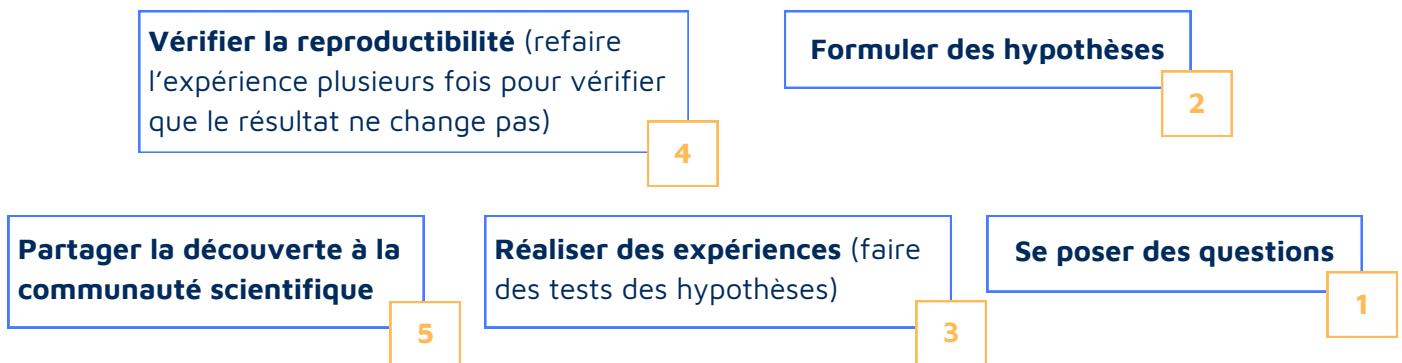 Vérifier la reproductibilité (refaire
l’expérience plusieurs fois pour vérifier
que le résultat ne change pas)
4
Formuler des hypothèses
2
Partager la découverte à la
communauté scientifique
5
Réaliser des expériences (faire
des tests des hypothèses)
3
Se poser des questions
1